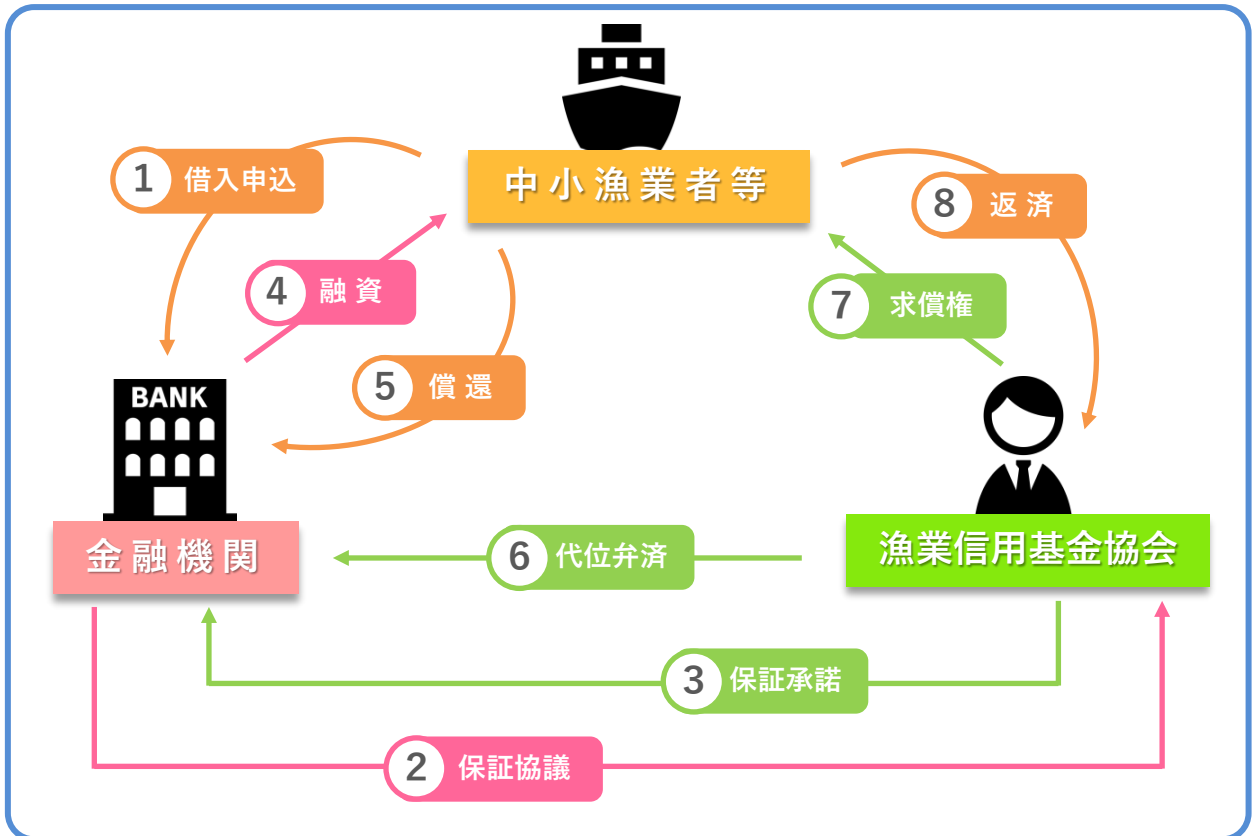 中小漁業者等
1 借入申込
8 返済
4 融資
7 求償権
5 償還
BANK
金融機関
漁業信用基金協会
6 代位弁済
3 保証承諾
2 保証協議